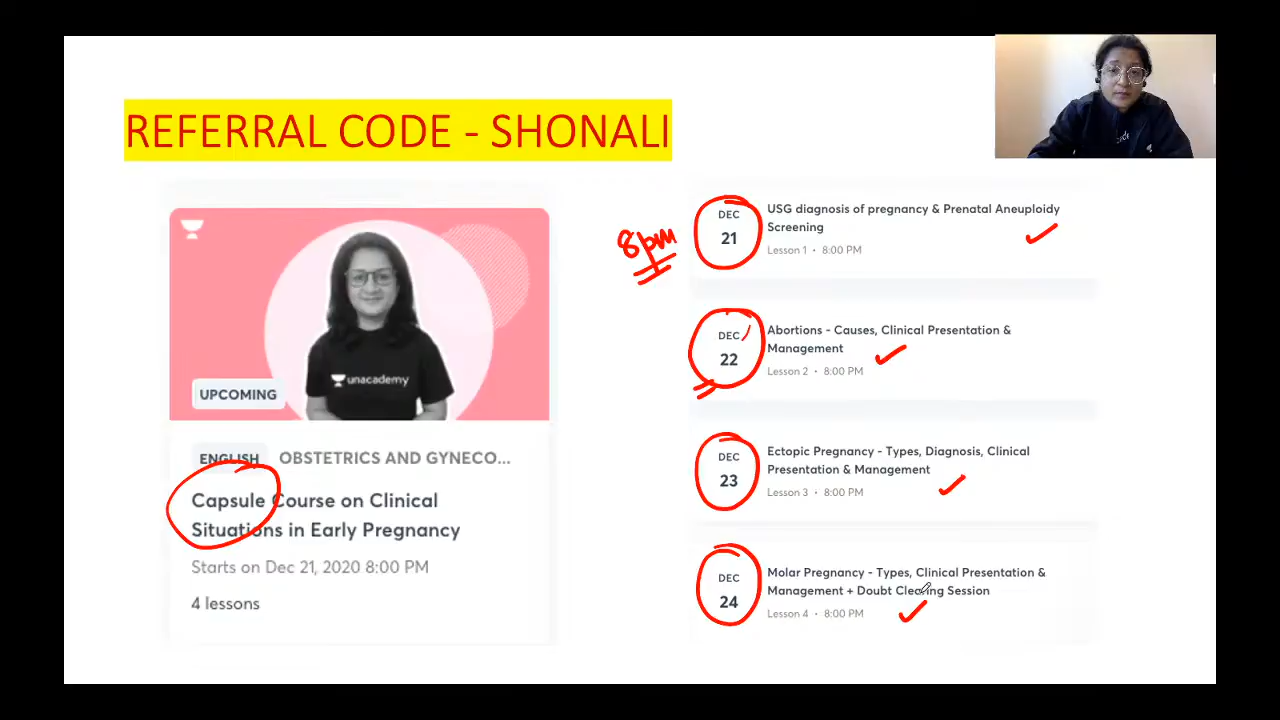 REFERRAL CODE - SHONALI
unacademy
UPCOMING
ENGLISH OBSTETRICS AND GYNECO...
Capsule Course on Clinical
Situations in Early Pregnancy
Starts on Dec 21, 2020 8:00 PM
4 lessons
8pm
DEC
21
USG diagnosis of pregnancy & Prenatal Aneuploidy
Screening
Lesson 1 • 8:00 PM
DEC
22
Abortions - Causes, Clinical Presentation &
Management
Lesson 2 • 8:00 PM
DEC
23
Ectopic Pregnancy - Types, Diagnosis, Clinical
Presentation & Management
Lesson 3 • 8:00 PM
DEC
24
Molar Pregnancy - Types, Clinical Presentation &
Management + Doubt Clearing Session
Lesson 4 • 8:00 PM